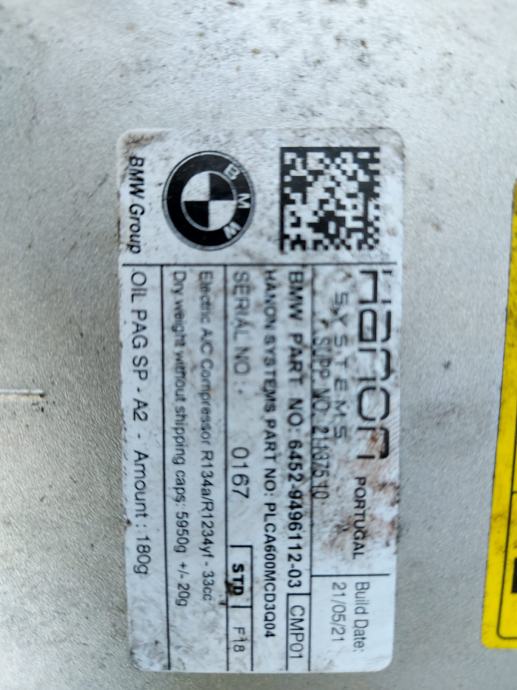 hanon
SYSTEMS
PORTUGAL
Build Date:
21/05/21
SUPP. NO.
BMW PART NO: 6452-9496112-03
CMP01
HANON SYSTEMS PART NO: PLCA600MCD3Q04
SERIAL NO : 0167
STD
F18
Electric A/C Compressor R134a/R1234yf - 33cc
Dry weight without shipping caps: 5950g +/- 20g
BMW
BMW Group
OIL PAG SP - A2 - Amount : 180g